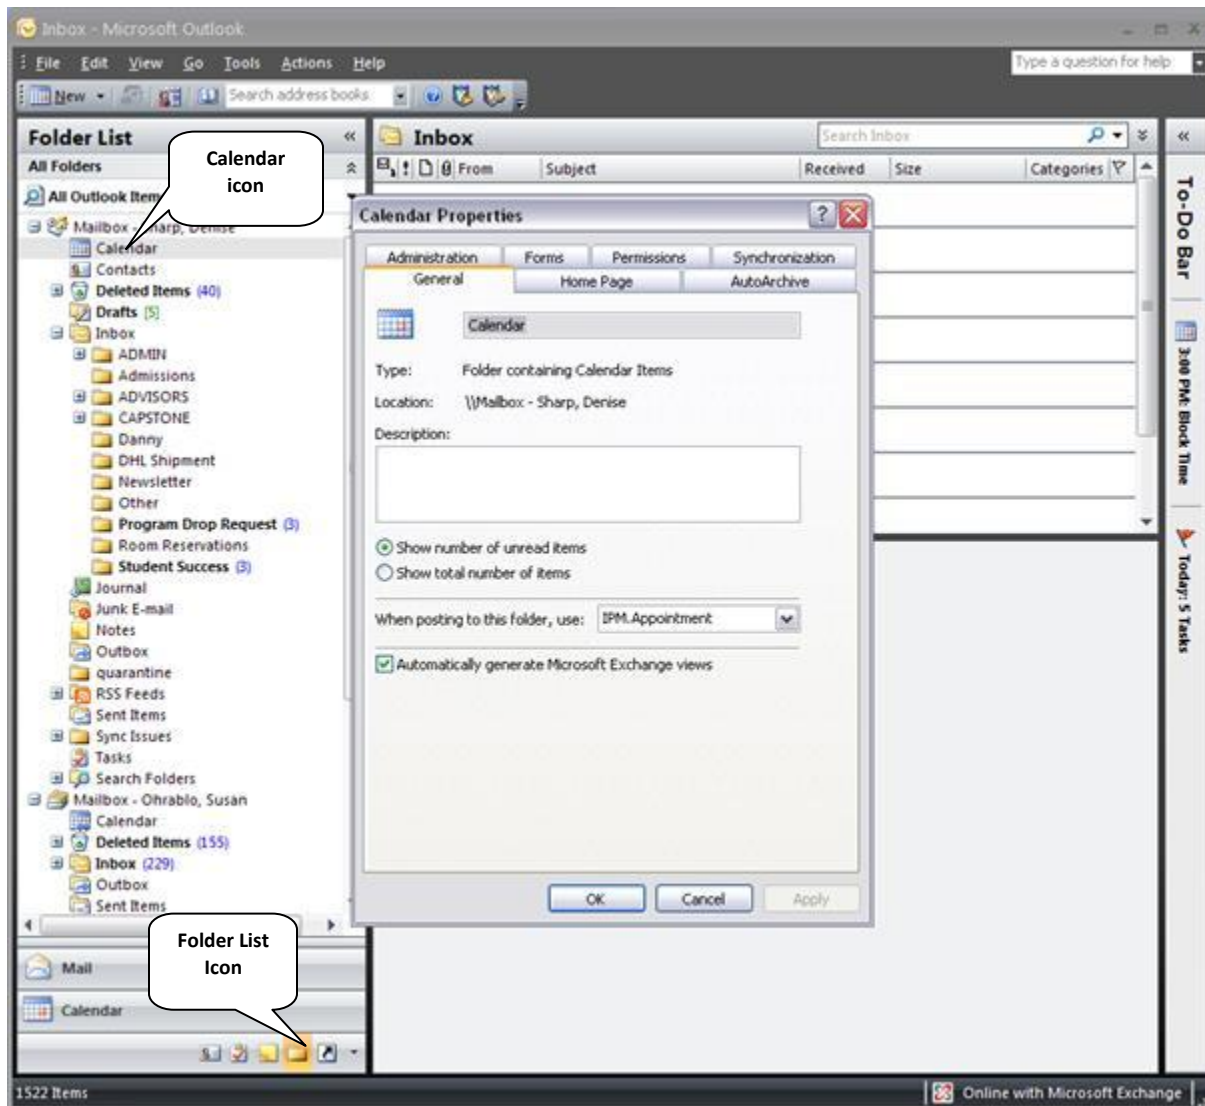 Inbox - Microsoft Outlook
File Edit View Go Tools Actions Help
Type a question for help
New Search address books
Folder List
All Folders
All Outlook Item
Calendar
icon
Mailbox - Sharp, Denise
Calendar
Contacts
Deleted Items (40)
Drafts [5]
Inbox
ADMIN
Admissions
ADVISORS
CAPSTONE
Danny
DHL Shipment
Newsletter
Other
Program Drop Request (3)
Room Reservations
Student Success (3)
Journal
Junk E-mail
Notes
Outbox
quarantine
RSS Feeds
Sent Items
Sync Issues
Tasks
Search Folders
Mailbox - Ohrablo, Susan
Calendar
Deleted Items (155)
Inbox (229)
Outbox
Sent Items
Folder List
Icon
Mail
Calendar
Inbox
Search Inbox
From Subject Received Size Categories
Calendar Properties
Administration Forms Permissions Synchronization
General Home Page AutoArchive
Calendar
Type: Folder containing Calendar Items
Location: \\Mailbox - Sharp, Denise
Description:
Show number of unread items
Show total number of items
When posting to this folder, use: IPM.Appointment
Automatically generate Microsoft Exchange views
OK Cancel Apply
To-Do Bar
3:00 PM: Block Time
Today: 5 Tasks
1522 Items
Online with Microsoft Exchange